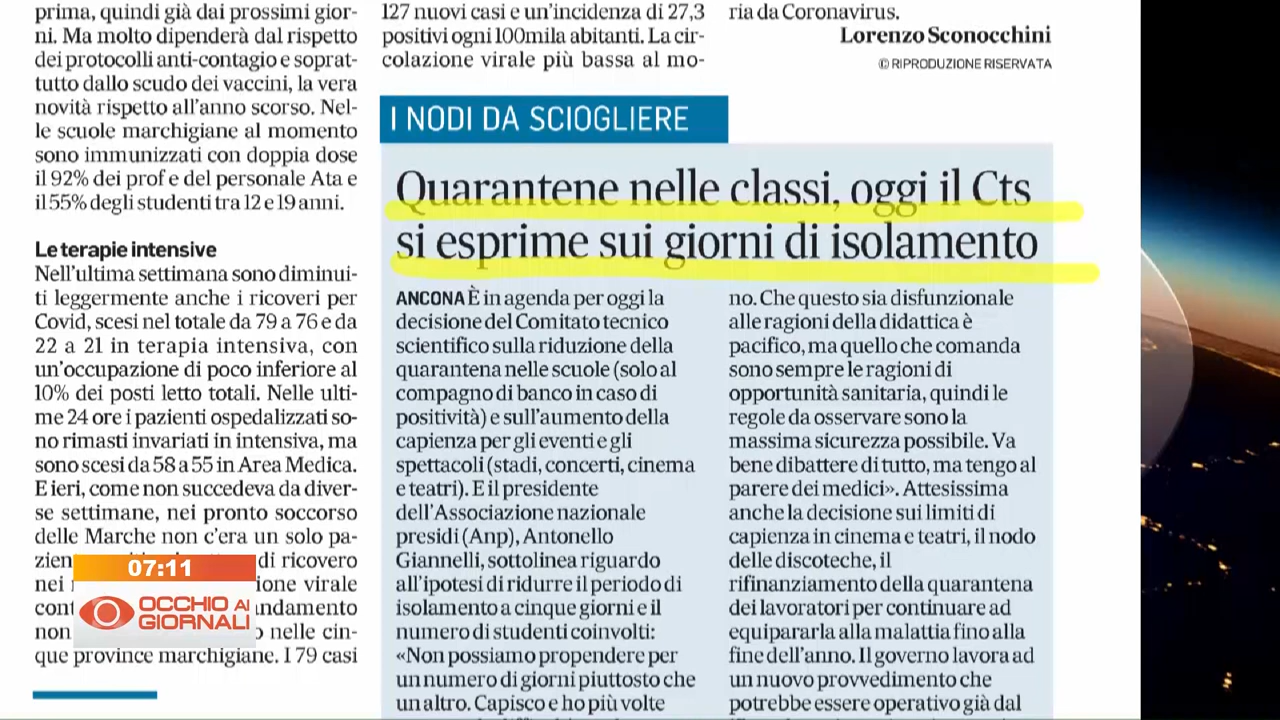 prima, quindi già dai prossimi gior-
ni. Ma molto dipenderà dal rispetto
dei protocolli anti-contagio e soprat-
tutto dallo scudo dei vaccini, la vera
novità rispetto all'anno scorso. Nel-
le scuole marchigiane al momento
sono immunizzati con doppia dose
il 92% dei prof e del personale Ata e
il 55% degli studenti tra 12 e 19 anni.
Le terapie intensive
Nell'ultima settimana sono diminui-
ti leggermente anche i ricoveri per
Covid, scesi nel totale da 79 a 76 e da
22 a 21 in terapia intensiva, con
un'occupazione di poco inferiore al
10% dei posti letto totali. Nelle ulti-
me 24 ore i pazienti ospedalizzati so-
no rimasti invariati in intensiva, ma
sono scesi da 58 a 55 in Area Medica.
E ieri, come non succedeva da diver-
se settimane, nei pronto soccorso
delle Marche non c'era un solo pa-
di ricovero
nei
ione virale
ndamento
non
nelle cin-
que province marchigiane. I 79 casi
127 nuovi casi e un'incidenza di 27,3
positivi ogni 100mila abitanti. La cir-
colazione virale più bassa al mo-
ria da Coronavirus.
Lorenzo Sconocchini
© RIPRODUZIONE RISERVATA
I NODI DA SCIOGLIERE
Quarantene nelle classi, oggi il Cts
si esprime sui giorni di isolamento
ANCONA È in agenda per oggi la
decisione del Comitato tecnico
scientifico sulla riduzione della
quarantena nelle scuole (solo al
compagno di banco in caso di
positività) e sull'aumento della
capienza per gli eventi e gli
spettacoli (stadi, concerti, cinema
e teatri). E il presidente
dell'Associazione nazionale
presidi (Anp), Antonello
Giannelli, sottolinea riguardo
all'ipotesi di ridurre il periodo di
isolamento a cinque giorni e il
numero di studenti coinvolti:
«Non possiamo propendere per
un numero di giorni piuttosto che
un altro. Capisco e ho più volte
no. Che questo sia disfunzionale
alle ragioni della didattica è
pacifico, ma quello che comanda
sono sempre le ragioni di
opportunità sanitaria, quindi le
regole da osservare sono la
massima sicurezza possibile. Va
bene dibattere di tutto, ma tengo al
parere dei medici». Attesissima
anche la decisione sui limiti di
capienza in cinema e teatri, il nodo
delle discoteche, il
rifinanziamento della quarantena
dei lavoratori per continuare ad
equipararla alla malattia fino alla
fine dell'anno. Il governo lavora ad
un nuovo provvedimento che
potrebbe essere operativo già dal
07:11
OCCHIO AI
GIORNALI